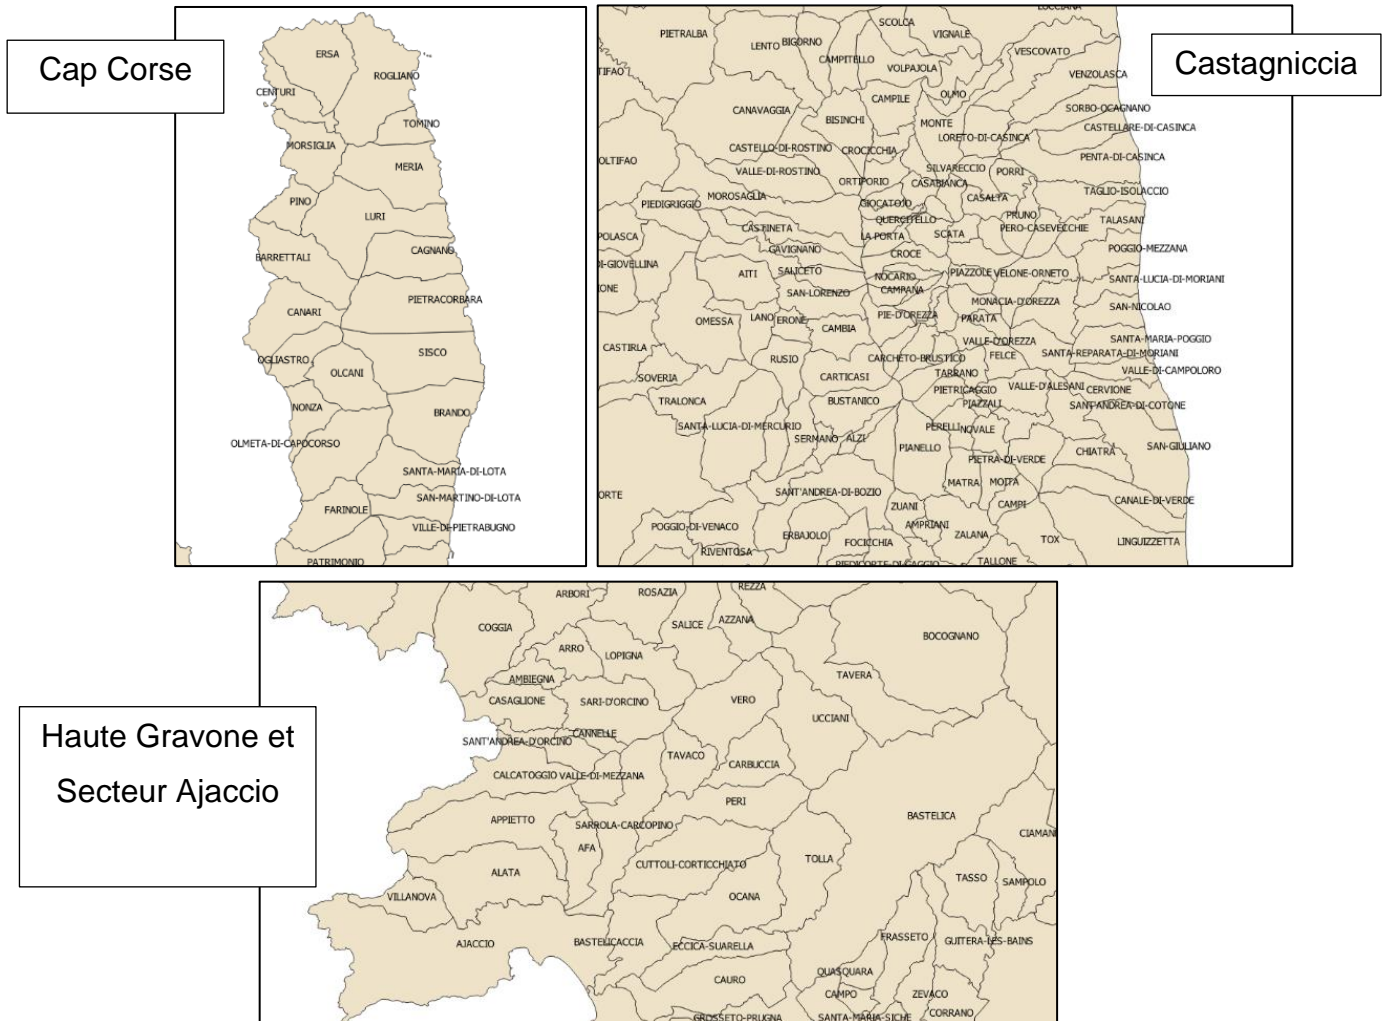 Cap Corse
ERSA
ROGLIANO
CENTURI
TOMINO
MORSIGLIA
MERIA
PINO
LURI
CAGNANO
BARRETTALI
PIETRACORBARA
CANARI
SISCO
OGLIASTRO
OLCANI
NONZA
BRANDO
OLMETA-DI-CAPOCORSO
SANTA-MARIA-DI-LOTA
SAN-MARTINO-DI-LOTA
FARINOLE
VILLE-DI-PIETRABUGNO
PATRIMONIO
Castagniccia
LUCCIANA
SCOLCA
PIETRALBA
VIGNALE
LENTO
BIGORNO
VESCOVATO
CAMPITELLO
VOLPAJOLA
VENZOLASCA
TIFAO
OLMO
CAMPILE
CANAVAGGIA
SORBO-OCAGNANO
BISINCHI
MONTE
CASTELLARE-DI-CASINCA
LORETO-DI-CASINCA
CASTELLO-DI-ROSTINO
CROCICCHIA
PENTA-DI-CASINCA
OLTIFAO
VALLE-DI-ROSTINO
SILVARECCIO
PORRI
ORTIPORIO
CASABIANCA
TAGLIO-ISOLACCIO
MOROSAGLIA
CASALTA
PIEDIGRIGGIO
GIOCATOJO
PRUNO
QUERCITELLO
TALASANI
CASTINETA
PERO-CASEVECCHIE
POLASCA
LA PORTA
SCATA
GAVIGNANO
POGGIO-MEZZANA
CROCE
I-GIOVELLINA
AITI
SALICETO
NOCARIO
PIAZZOLE
VELONE-ORNETO
SANTA-LUCIA-DI-MORIANI
IONE
SAN-LORENZO
CAMPANA
MONACIA-D'OREZZA
SAN-NICOLAO
OMESSA
LANO
ERONE
PIE-D'OREZZA
PARATA
CAMBIA
CASTIRLA
VALLE-D'OREZZA
SANTA-MARIA-POGGIO
RUSIO
CARCHETO-BRUSTICO
FELCE
SANTA-REPARATA-DI-MORIANI
SOVERIA
CARTICASI
TARRANO
VALLE-DI-CAMPOLORO
PIETRICAGGIO
VALLE-D'ALESANI
CERVIONE
TRALONCA
BUSTANICO
PIAZZALI
SANT'ANDREA-DI-COTONE
SANTA-LUCIA-DI-MERCURIO
PERELLI
NOVALE
SERMANO
ALZI
PIANELLO
CHIATRA
SAN-GIULIANO
PIETRA-DI-VERDE
MATRA
MOITA
ORTE
SANT'ANDREA-DI-BOZIO
CANALE-DI-VERDE
ZUANI
CAMPI
POGGIO-DI-VENACO
AMPRIANI
ERBAJOLO
ZALANA
FOCICCHIA
TOX
LINGUIZZETTA
RIVENTOSA
PIEDICORTE-DI-GAGGIO
TALLONE
Haute Gravone et
Secteur Ajaccio
ARBORI
ROSAZIA
REZZA
COGGIA
SALICE
AZZANA
BOCOGNANO
ARRO
LOPIGNA
TAVERA
AMBIEGNA
CASAGLIONE
SARI-D'ORCINO
VERO
UCCIANI
CANNELLE
SANT'ANDREA-D'ORCINO
TAVACO
CARBUCCIA
CALCATOGGIO
VALLE-DI-MEZZANA
PERI
APPIETTO
SARROLA-CARCOPINO
BASTELICA
CIAMAN
AFA
CUTTOLI-CORTICCHIATO
TOLLA
ALATA
TASSO
SAMPOLO
VILLANOVA
OCANA
AJACCIO
BASTELICACCIA
ECCICA-SUARELLA
FRASSETO
GUITERA-LES-BAINS
CAURO
QUASQUARA
CAMPO
ZEVACO
GROSSETO-PRUGNA
SANTA-MARIA-SICHE
CORRANO